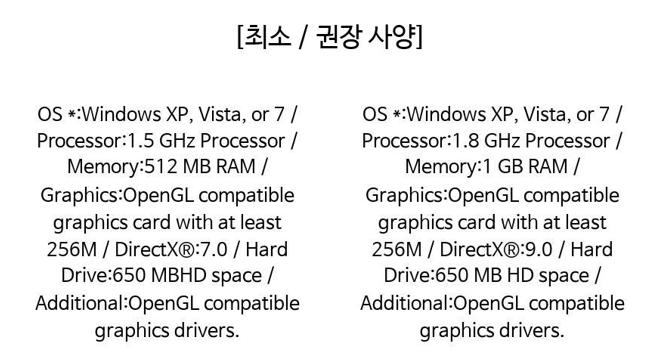 [최소 / 권장 사양]
OS *:Windows XP, Vista, or 7 /
Processor:1.5 GHz Processor /
Memory:512 MB RAM /
Graphics:OpenGL compatible
graphics card with at least
256M / DirectX®:7.0 / Hard
Drive:650 MBHD space /
Additional:OpenGL compatible
graphics drivers.
OS *:Windows XP, Vista, or 7 /
Processor:1.8 GHz Processor /
Memory:1 GB RAM /
Graphics:OpenGL compatible
graphics card with at least
256M / DirectX®:9.0 / Hard
Drive:650 MB HD space /
Additional:OpenGL compatible
graphics drivers.